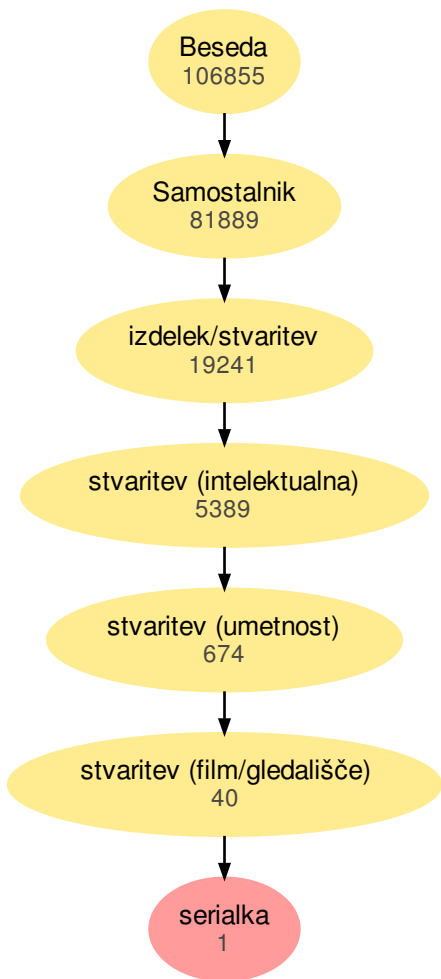 Beseda
106855
Samostalnik
81889
izdelek/stvaritev
19241
stvaritev (intelektualna)
5389
stvaritev (umetnost)
674
stvaritev (film/gledališče)
40
serialka
1